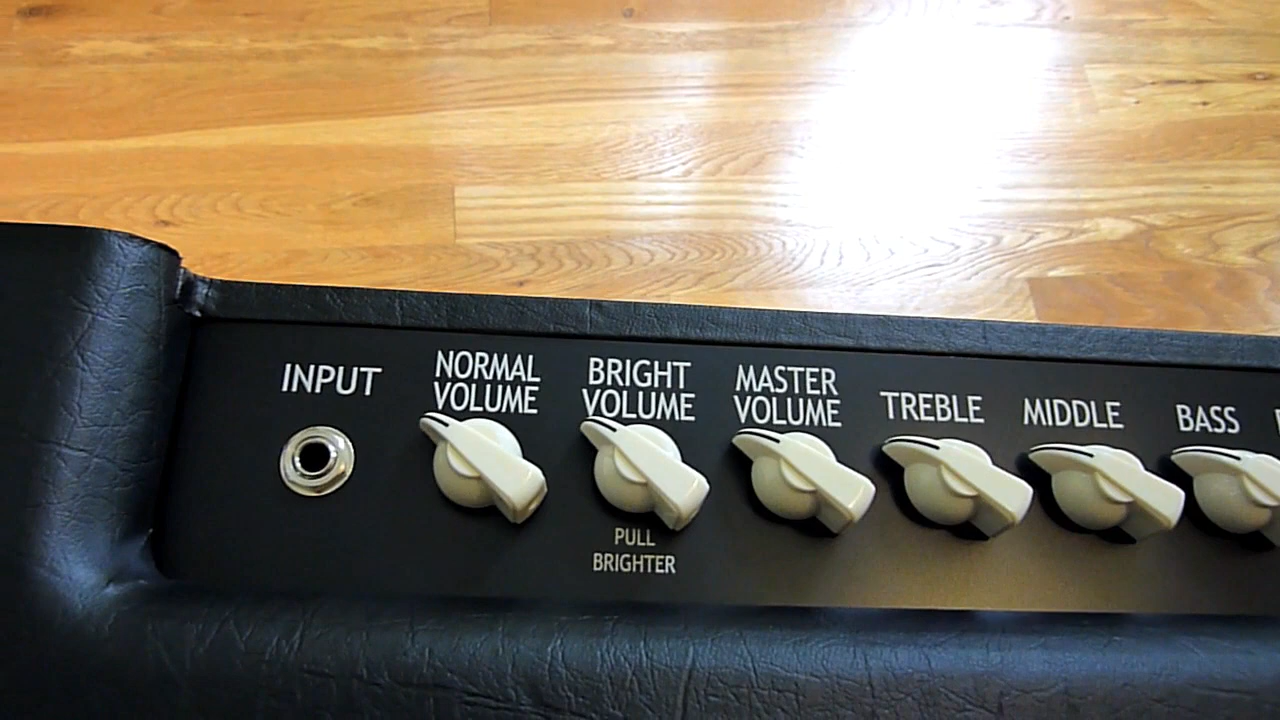 INPUT
NORMAL
VOLUME
BRIGHT
VOLUME
PULL
BRIGHTER
MASTER
VOLUME
TREBLE
MIDDLE
BASS